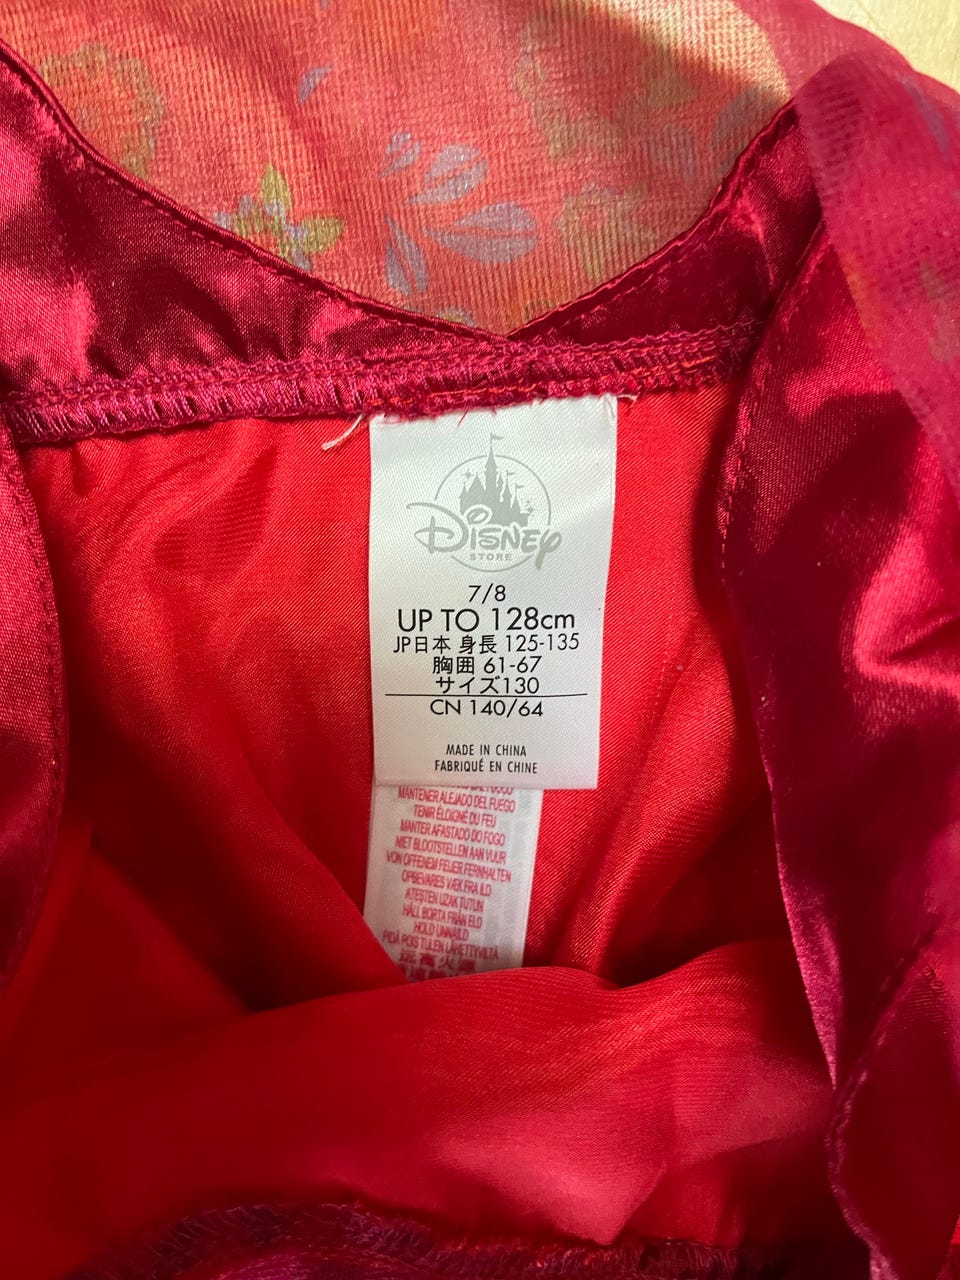 Disney
STORE
7/8
UP TO 128cm
JP日本 身長 125-135
胸囲 61-67
サイズ130
CN 140/64
MADE IN CHINA
FABRIQUÉ EN CHINE
MANTENER ALEJADO DEL FUEGO
TENIR ÉLOIGNÉ DU FEU
MANTER AFASTADO DO FOGO
NIET BLOOTSTELLEN AAN VUUR
VON OFFENEM FEUER FERNHALTEN
OPBEVARES VÆK FRA ILD
ATEŞTEN UZAK TUTUN
HÅLL BORTA FRÅN ELD
HOLD UNNA ILD
PIDÄ POIS TULEN LÄHETTYVILTÄ